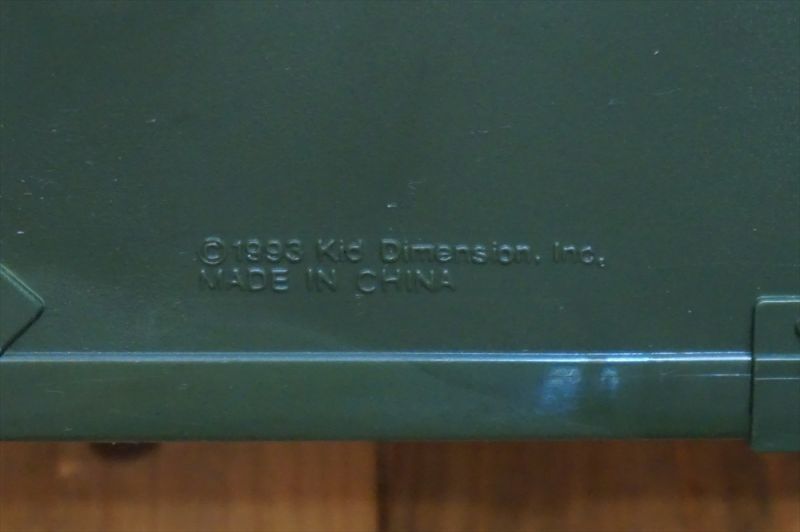 ©1993 Kid Dimension, Inc.
MADE IN CHINA